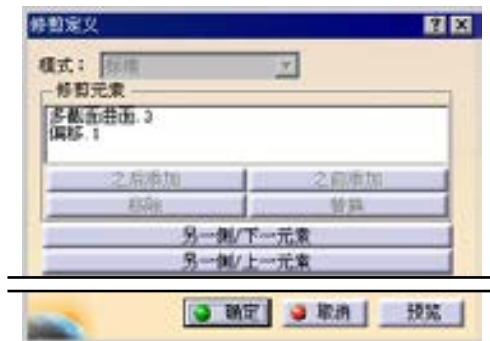 修剪定义
模式： 标准
修剪元素
多截面曲面.3
偏移.1
之后添加 之前添加
移除 替换
另一侧/下一元素
另一侧/上一元素
确定 取消 预览